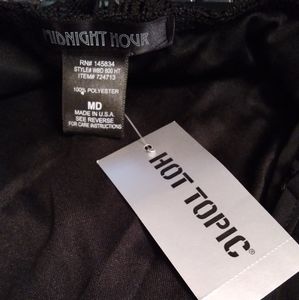 MIDNIGHT HOUR
RN# 145834
STYLE# WBD 600 HT
ITEM# 724713
100% POLYESTER
MD
MADE IN U.S.A.
SEE REVERSE
FOR CARE INSTRUCTIONS
HOT TOPIC®